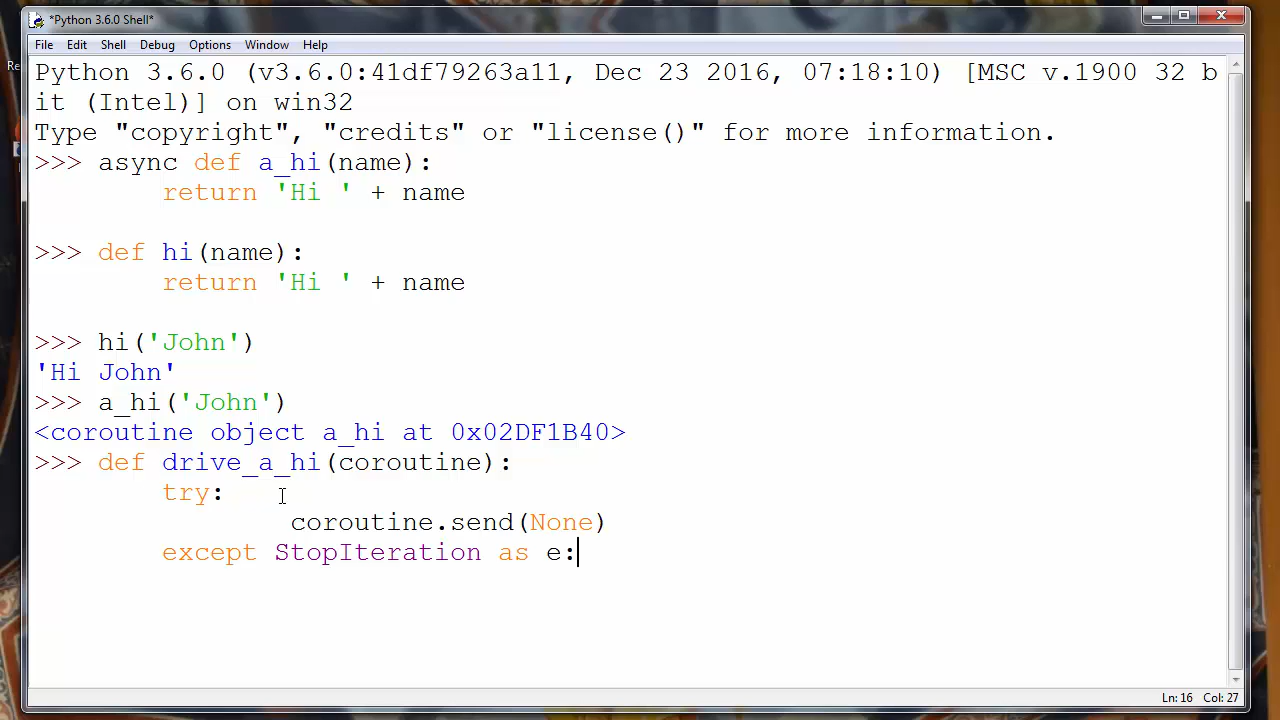 *Python 3.6.0 Shell*
File Edit Shell Debug Options Window Help
Re
Python 3.6.0 (v3.6.0:41df79263a11, Dec 23 2016, 07:18:10) [MSC v.1900 32 b
it (Intel)] on win32
Type "copyright", "credits" or "license()" for more information.
>>> async def a_hi(name):
        return 'Hi ' + name
>>> def hi(name):
        return 'Hi ' + name
>>> hi('John')
'Hi John'
>>> a_hi('John')
<coroutine object a_hi at 0x02DF1B40>
>>> def drive_a_hi(coroutine):
        try:
                coroutine.send(None)
        except StopIteration as e:
Ln: 16 Col: 27